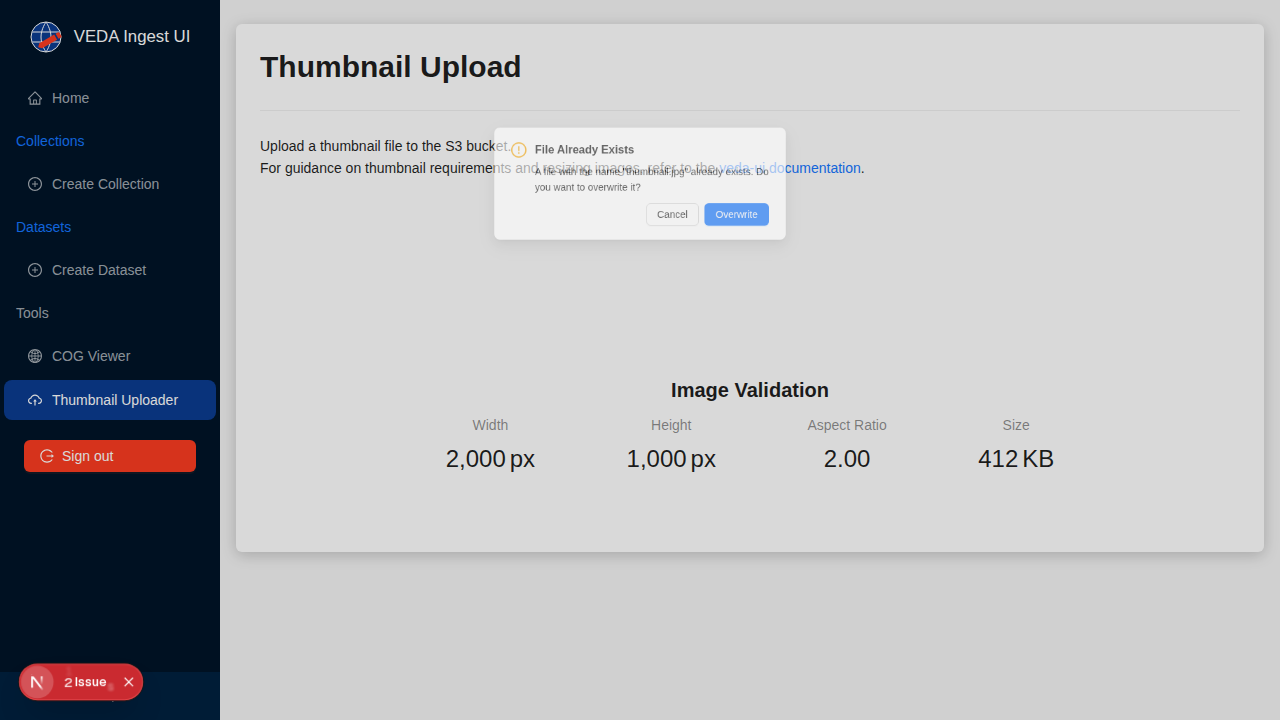 VEDA Ingest UI
Home
Collections
Create Collection
Datasets
Create Dataset
Tools
COG Viewer
Thumbnail Uploader
Sign out
2 Issue
Thumbnail Upload
Upload a thumbnail file to the S3 bucket.
For guidance on thumbnail requirements and resizing images, refer to the veda-ui documentation.
File Already Exists
A file with the name "thumbnail.jpg" already exists. Do
you want to overwrite it?
Cancel
Overwrite
Image Validation
Width
Height
Aspect Ratio
Size
2,000 px
1,000 px
2.00
412 KB